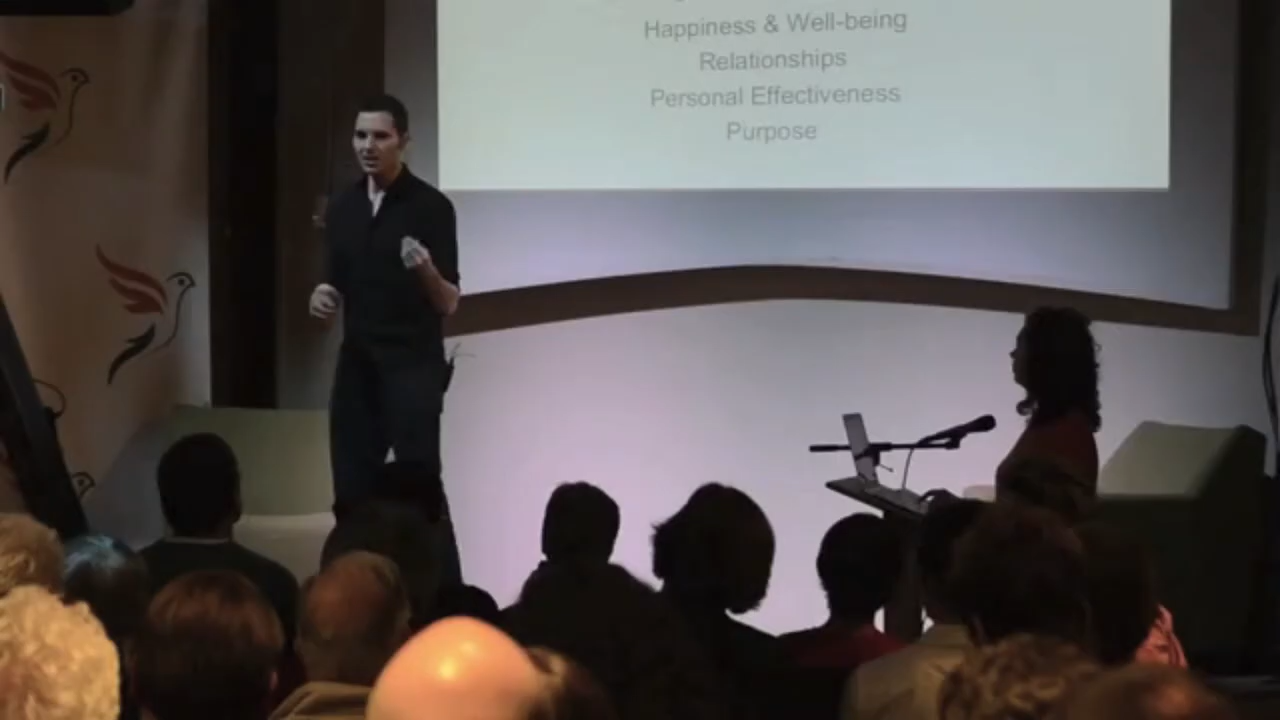 Happiness & Well-being
Relationships
Personal Effectiveness
Purpose